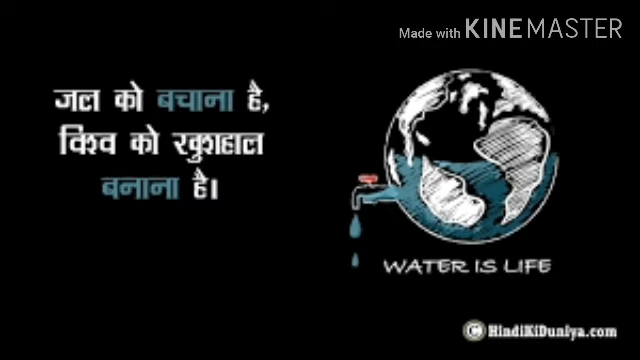 Made with KINEMASTER
जल को बचाना है,
विश्व को खुशहाल
बनाना है।
WATER IS LIFE
© HindiKiDuniya.com